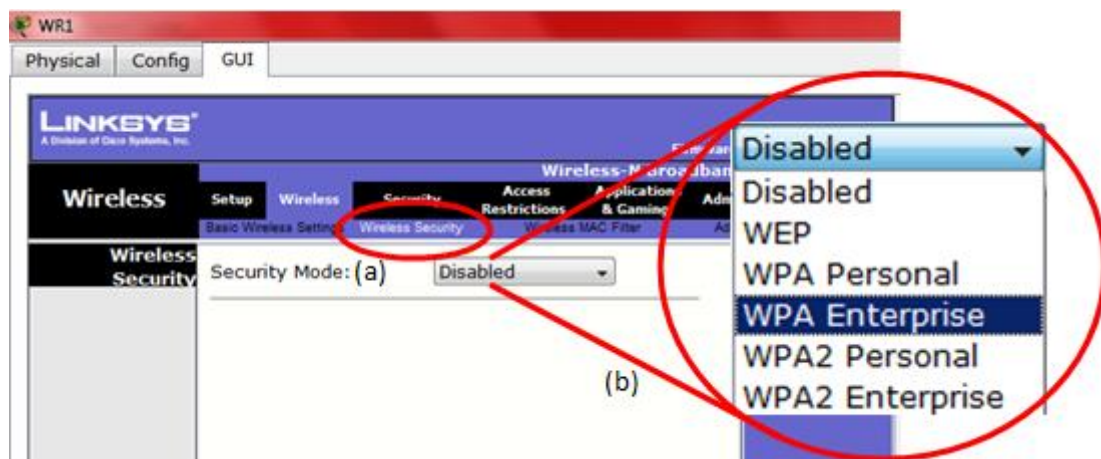 WR1
Physical Config GUI
LINKSYS®
A Division of Cisco Systems, Inc.
Wireless
Setup Wireless Security Access Restrictions Applications & Gaming
Basic Wireless Settings Wireless Security Wireless MAC Filter
Wireless Security
Security Mode: (a) Disabled
(b)
Disabled
Disabled
WEP
WPA Personal
WPA Enterprise
WPA2 Personal
WPA2 Enterprise